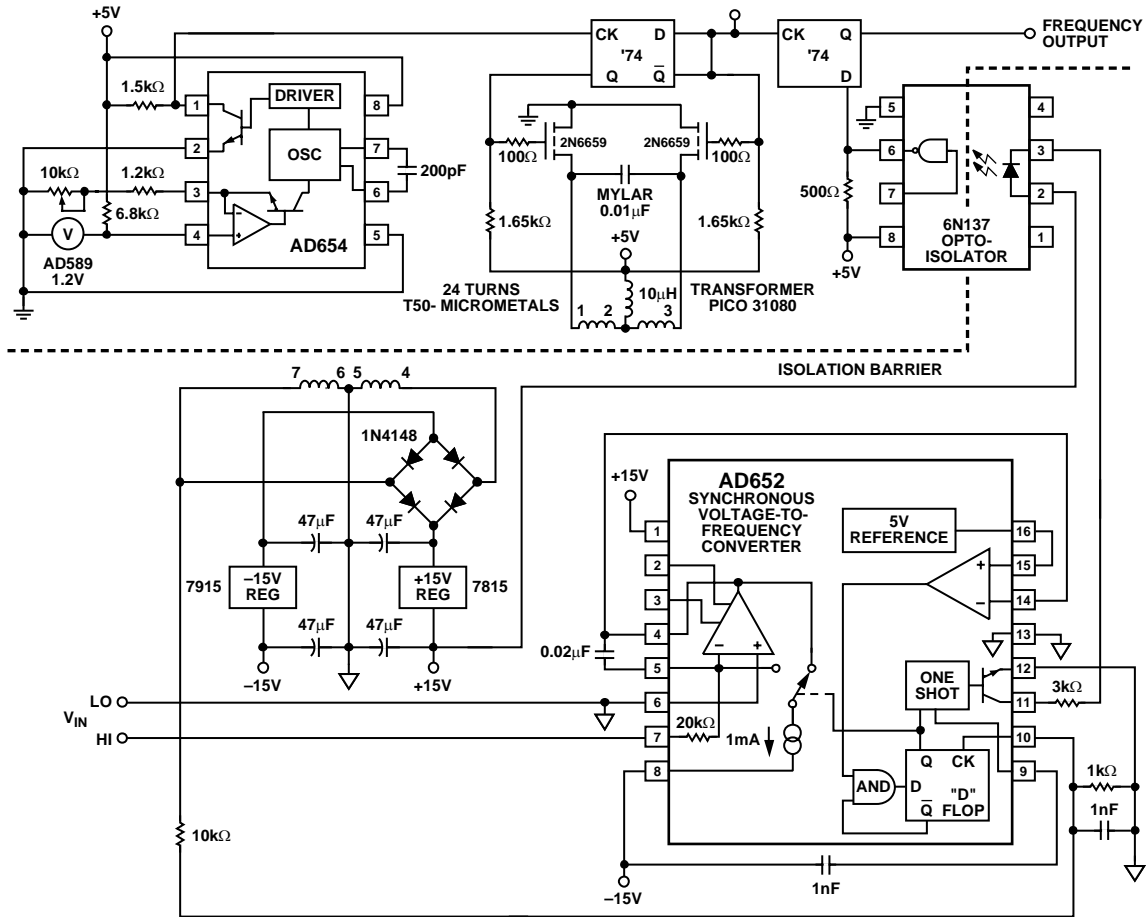 +5V
CK
D
'74
Q
Q
CK
Q
'74
D
FREQUENCY
OUTPUT
1.5kΩ
1
2
3
4
DRIVER
OSC
AD654
8
7
6
5
200pF
10kΩ
1.2kΩ
6.8kΩ
V
AD589
1.2V
2N6659
2N6659
100Ω
100Ω
MYLAR
0.01μF
1.65kΩ
1.65kΩ
+5V
10μH
24 TURNS
T50- MICROMETALS
TRANSFORMER
PICO 31080
1
2
3
500Ω
+5V
5
6
7
8
4
3
2
1
6N137
OPTO-
ISOLATOR
ISOLATION BARRIER
7
6
5
4
1N4148
47μF
47μF
7915
–15V
REG
+15V
REG
7815
47μF
47μF
–15V
+15V
LO
VIN
HI
10kΩ
+15V
AD652
SYNCHRONOUS
VOLTAGE-TO-
FREQUENCY
CONVERTER
5V
REFERENCE
1
2
3
4
5
6
7
8
16
15
14
13
12
11
10
9
+
–
–
+
0.02μF
20kΩ
1mA
ONE
SHOT
AND
Q
CK
D
"D"
FLOP
Q
3kΩ
1kΩ
1nF
1nF
–15V